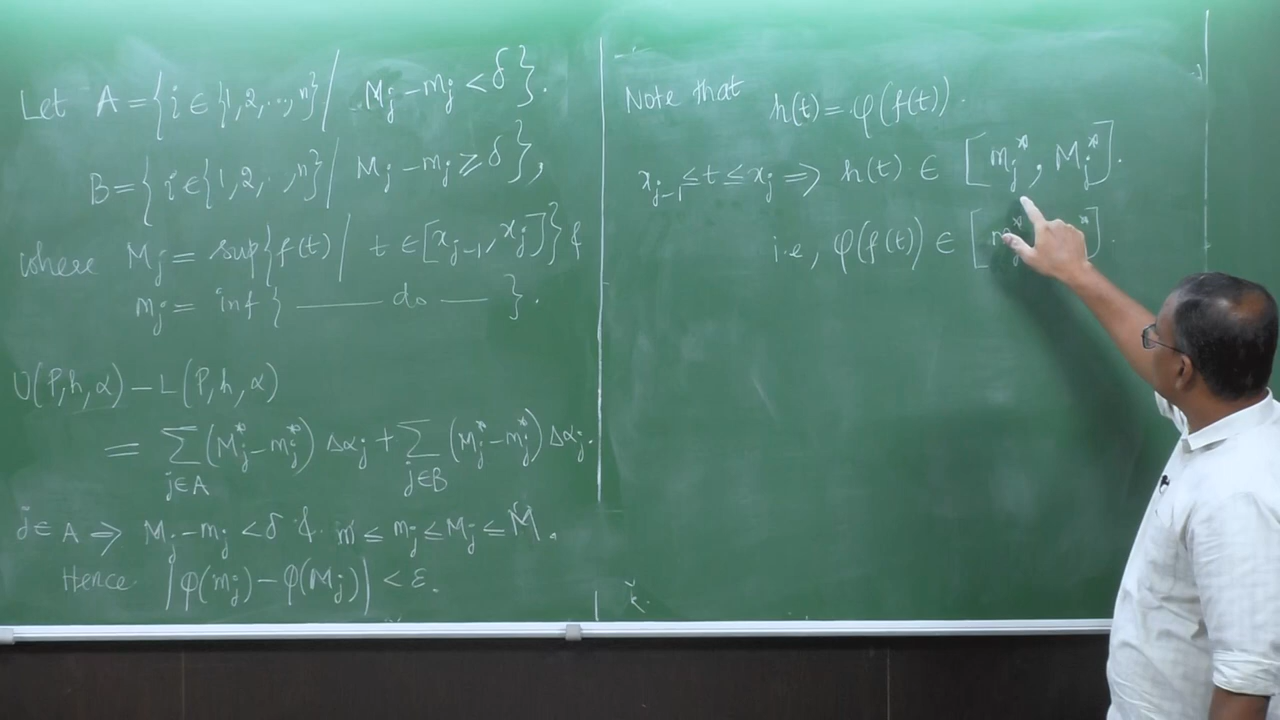 Let A = {i ∈ {1, 2, ..., n} / M_j - m_j < δ}.
B = {i ∈ {1, 2, .., n} / M_j - m_j ≥ δ},
where M_j = sup{f(t) / t ∈ [x_{j-1}, x_j]} &
m_j = inf { —— do — }.
U(P, h, α) - L(P, h, α)
= ∑_{j∈A} (M_j^* - m_j^*) Δα_j + ∑_{j∈B} (M_j^* - m_j^*) Δα_j.
j ∈ A ⇒ M_j - m_j < δ & m ≤ m_j ≤ M_j ≤ M.
Hence |φ(m_j) - φ(M_j)| < ε.
Note that h(t) = φ(f(t)).
x_{j-1} ≤ t ≤ x_j ⇒ h(t) ∈ [m_j^*, M_j^*].
i.e, φ(f(t)) ∈ [m_j^* *].